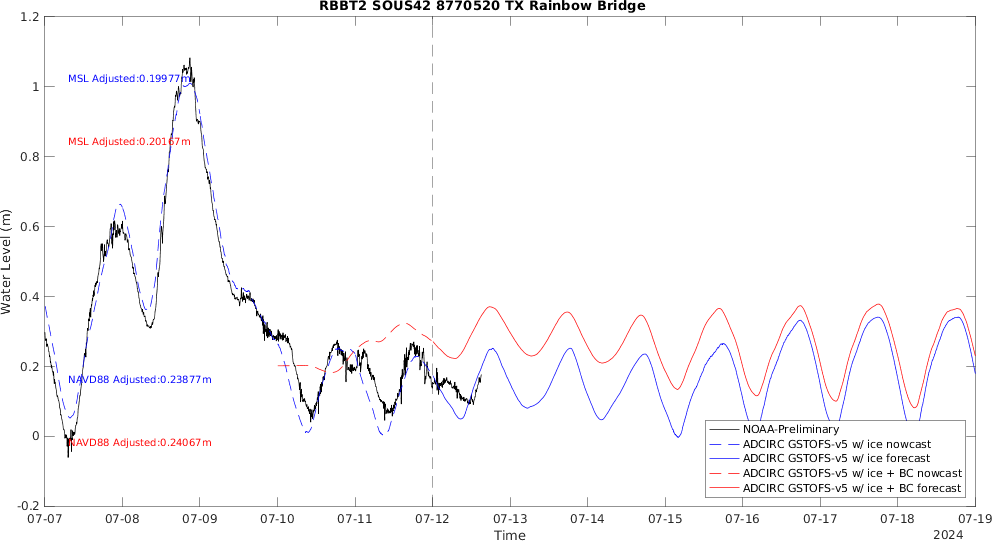 RBBT2 SOUS42 8770520 TX Rainbow Bridge
1.2
1
0.8
0.6
0.4
0.2
0
-0.2
Water Level (m)
MSL Adjusted:0.19977m
MSL Adjusted:0.20167m
NAVD88 Adjusted:0.23877m
NAVD88 Adjusted:0.24067m
NOAA-Preliminary
ADCIRC GSTOFS-v5 w/ ice nowcast
ADCIRC GSTOFS-v5 w/ ice forecast
ADCIRC GSTOFS-v5 w/ ice + BC nowcast
ADCIRC GSTOFS-v5 w/ ice + BC forecast
07-07 07-08 07-09 07-10 07-11 07-12 07-13 07-14 07-15 07-16 07-17 07-18 07-19
Time
2024